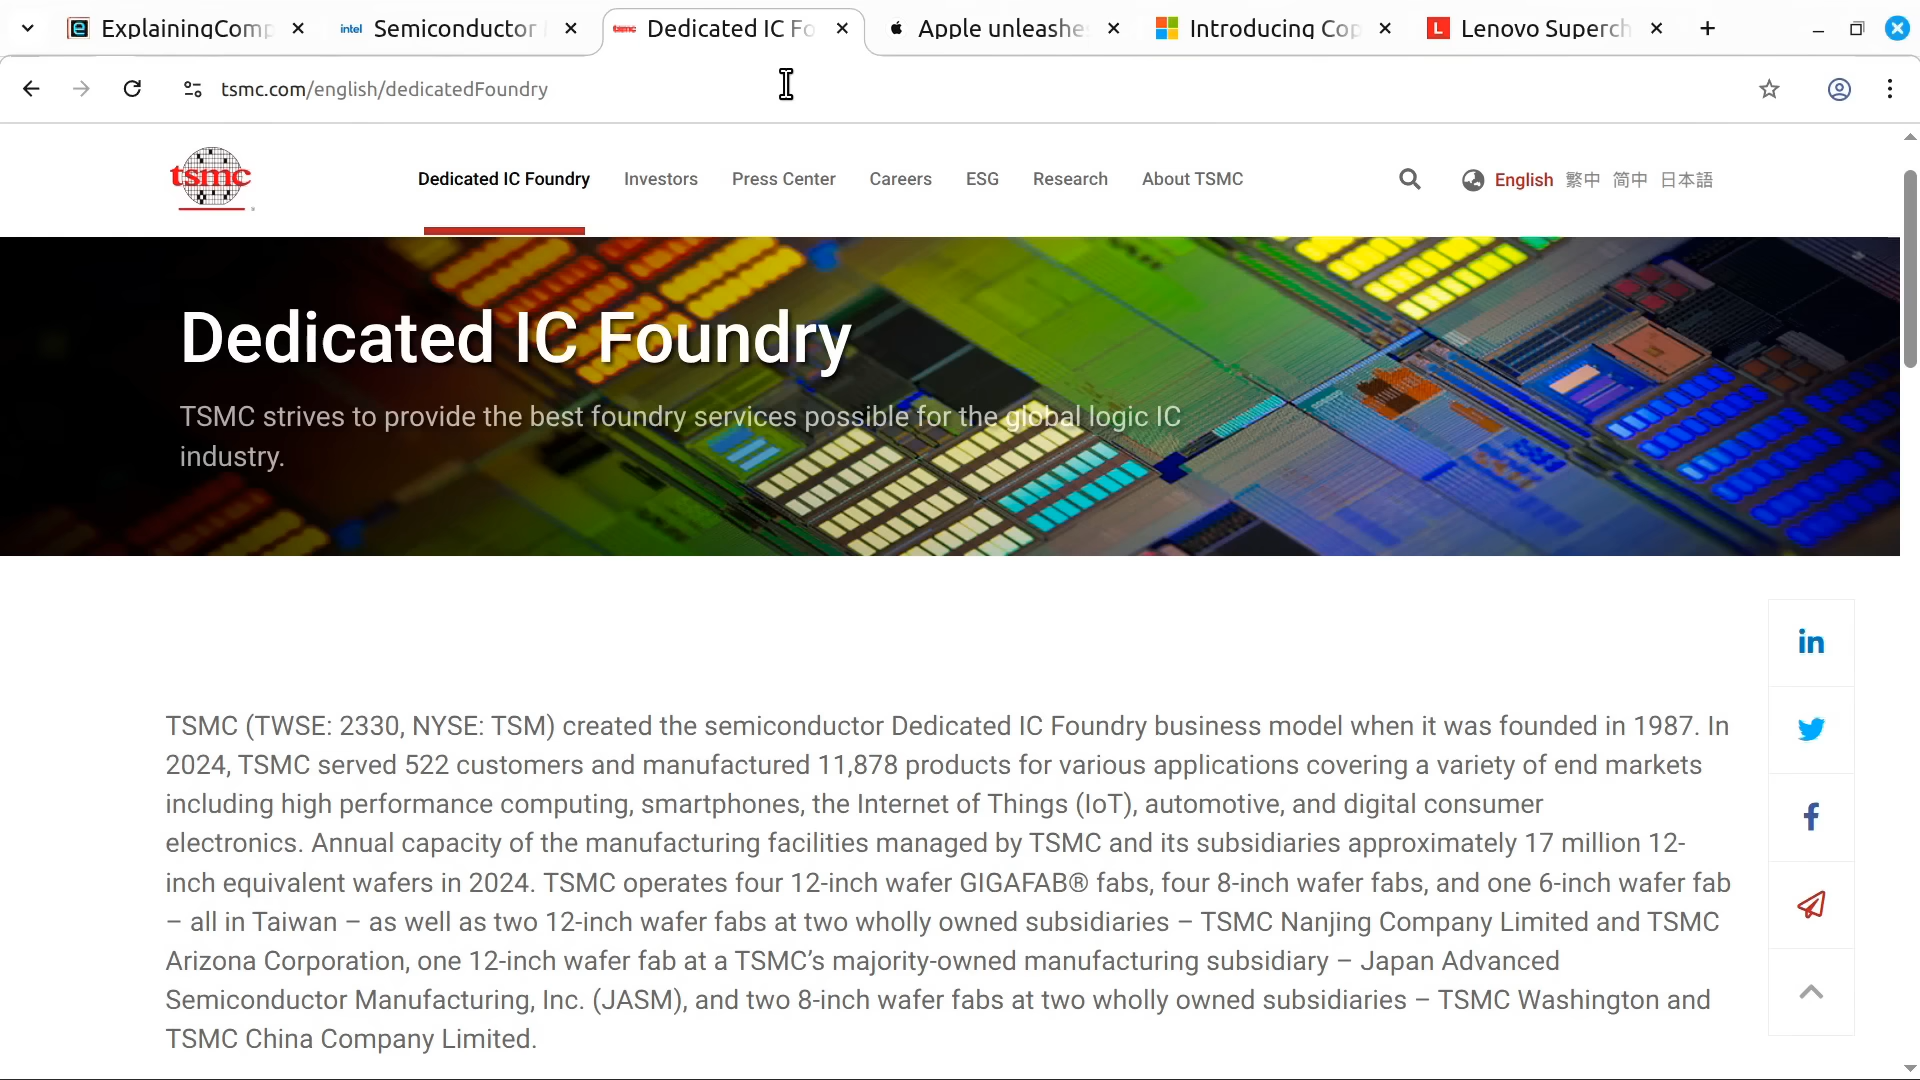 ExplainingComp
intel Semiconductor
tsmc Dedicated IC Fo
Apple unleashe
Introducing Cop
L Lenovo Superch
tsmc.com/english/dedicatedFoundry
tsmc
Dedicated IC Foundry Investors Press Center Careers ESG Research About TSMC
English 繁中 简中 日本語
Dedicated IC Foundry
TSMC strives to provide the best foundry services possible for the global logic IC
industry.
TSMC (TWSE: 2330, NYSE: TSM) created the semiconductor Dedicated IC Foundry business model when it was founded in 1987. In
2024, TSMC served 522 customers and manufactured 11,878 products for various applications covering a variety of end markets
including high performance computing, smartphones, the Internet of Things (IoT), automotive, and digital consumer
electronics. Annual capacity of the manufacturing facilities managed by TSMC and its subsidiaries approximately 17 million 12-
inch equivalent wafers in 2024. TSMC operates four 12-inch wafer GIGAFAB® fabs, four 8-inch wafer fabs, and one 6-inch wafer fab
– all in Taiwan – as well as two 12-inch wafer fabs at two wholly owned subsidiaries – TSMC Nanjing Company Limited and TSMC
Arizona Corporation, one 12-inch wafer fab at a TSMC’s majority-owned manufacturing subsidiary – Japan Advanced
Semiconductor Manufacturing, Inc. (JASM), and two 8-inch wafer fabs at two wholly owned subsidiaries – TSMC Washington and
TSMC China Company Limited.
in